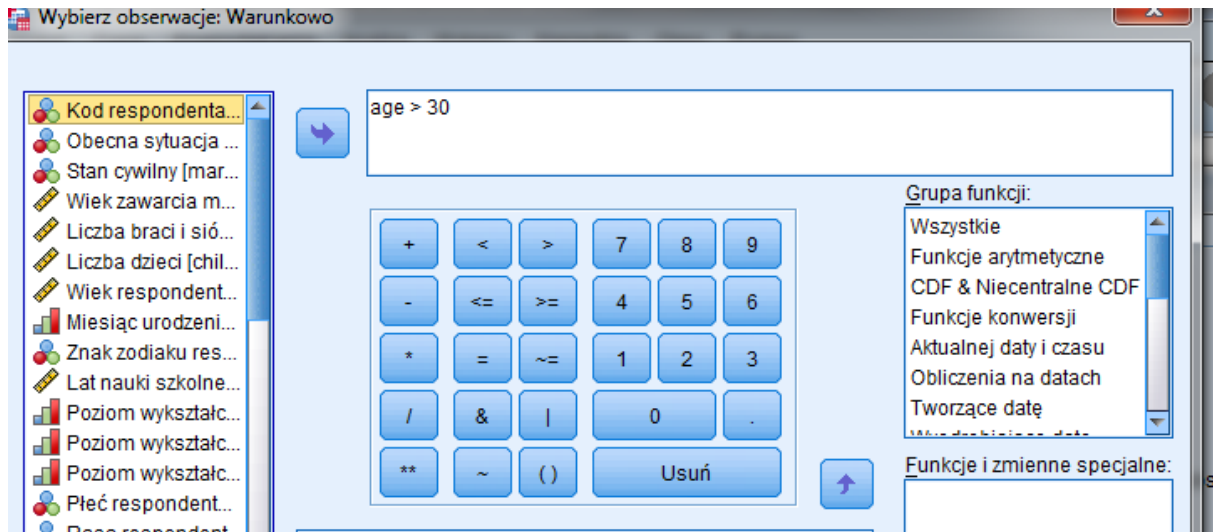 Wybierz obserwacje: Warunkowo
Kod respondenta...
Obecna sytuacja ...
Stan cywilny [mar...
Wiek zawarcia m...
Liczba braci i sió...
Liczba dzieci [chil...
Wiek respondent...
Miesiąc urodzeni...
Znak zodiaku res...
Lat nauki szkolne...
Poziom wykształc...
Poziom wykształc...
Poziom wykształc...
Płeć respondent...
age > 30
+ < > 7 8 9
- <= >= 4 5 6
* = ~= 1 2 3
/ & | 0 .
** ~ ( ) Usuń
Grupa funkcji:
Wszystkie
Funkcje arytmetyczne
CDF & Niecentralne CDF
Funkcje konwersji
Aktualnej daty i czasu
Obliczenia na datach
Tworzące datę
Funkcje i zmienne specjalne: